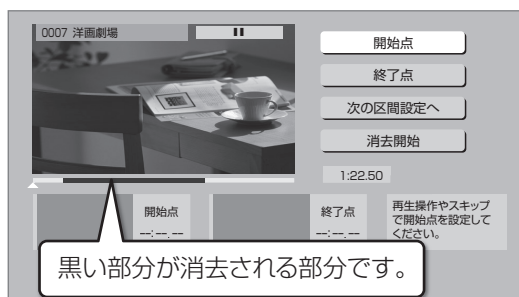 0007 洋画劇場
開始点
終了点
次の区間設定へ
消去開始
1:22.50
開始点
--:--.--
終了点
--:--.--
再生操作やスキップ
で開始点を設定して
ください。
黒い部分が消去される部分です。